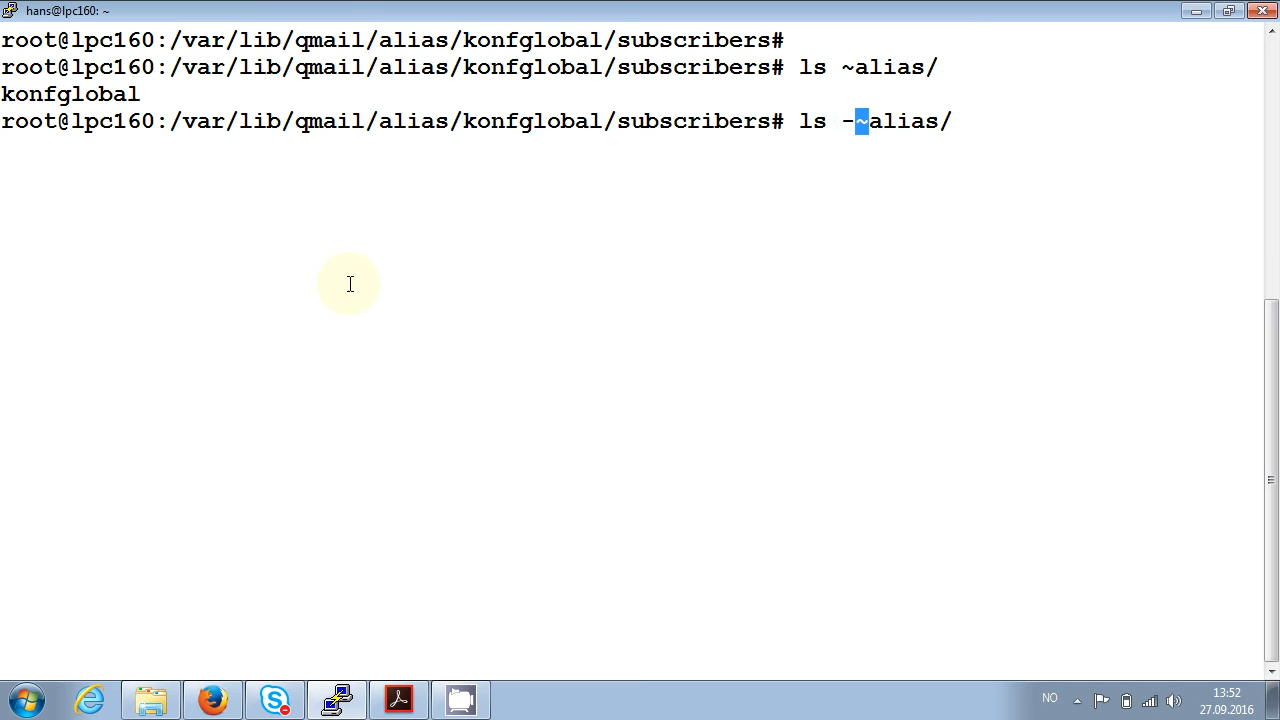 hans@lpc160: ~
root@lpc160:/var/lib/qmail/alias/konfglobal/subscribers#
root@lpc160:/var/lib/qmail/alias/konfglobal/subscribers# ls ~alias/
konfglobal
root@lpc160:/var/lib/qmail/alias/konfglobal/subscribers# ls -~alias/
NO
13:52
27.09.2016